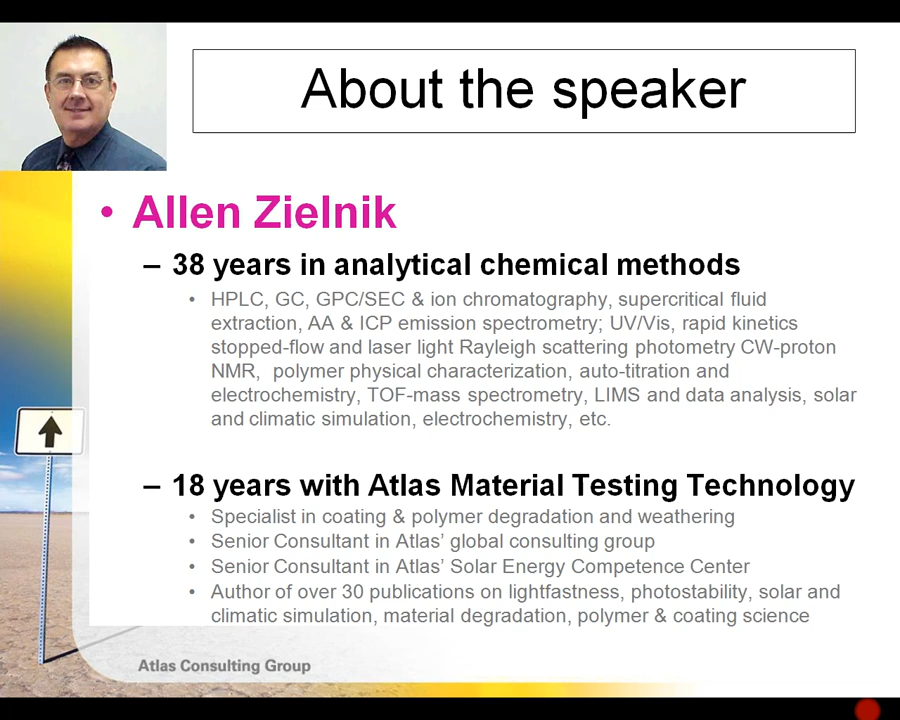 About the speaker
• Allen Zielnik
– 38 years in analytical chemical methods
• HPLC, GC, GPC/SEC & ion chromatography, supercritical fluid
extraction, AA & ICP emission spectrometry; UV/Vis, rapid kinetics
stopped-flow and laser light Rayleigh scattering photometry CW-proton
NMR, polymer physical characterization, auto-titration and
electrochemistry, TOF-mass spectrometry, LIMS and data analysis, solar
and climatic simulation, electrochemistry, etc.
– 18 years with Atlas Material Testing Technology
• Specialist in coating & polymer degradation and weathering
• Senior Consultant in Atlas’ global consulting group
• Senior Consultant in Atlas’ Solar Energy Competence Center
• Author of over 30 publications on lightfastness, photostability, solar and
climatic simulation, material degradation, polymer & coating science
Atlas Consulting Group